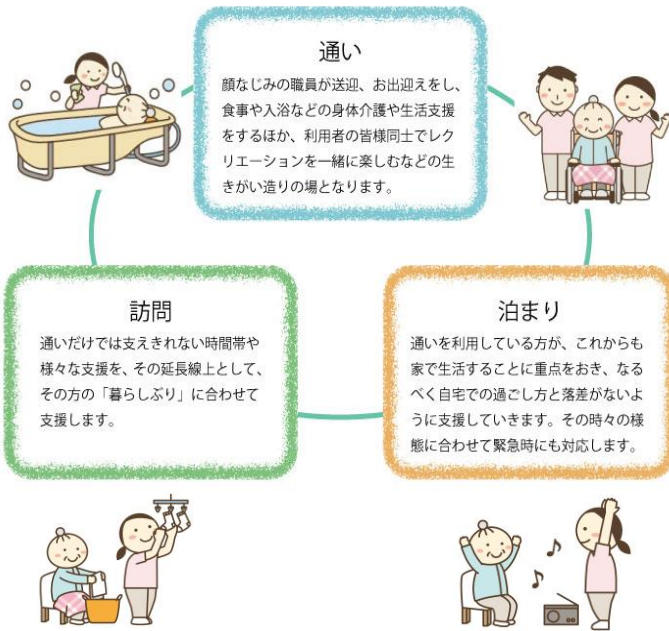 通い
顔なじみの職員が送迎、お出迎えをし、
食事や入浴などの身体介護や生活支援
をするほか、利用者の皆様同士でレク
リエーションを一緒に楽しむなどの生
きがい造りの場となります。
訪問
通いだけでは支えきれない時間帯や
様々な支援を、その延長線上として、
その方の「暮らしぶり」に合わせて
支援します。
泊まり
通いを利用している方が、これからも
家で生活することに重点をおき、なる
べく自宅での過ごし方と落差がないよ
うに支援していきます。その時々の様
態に合わせて緊急時にも対応します。